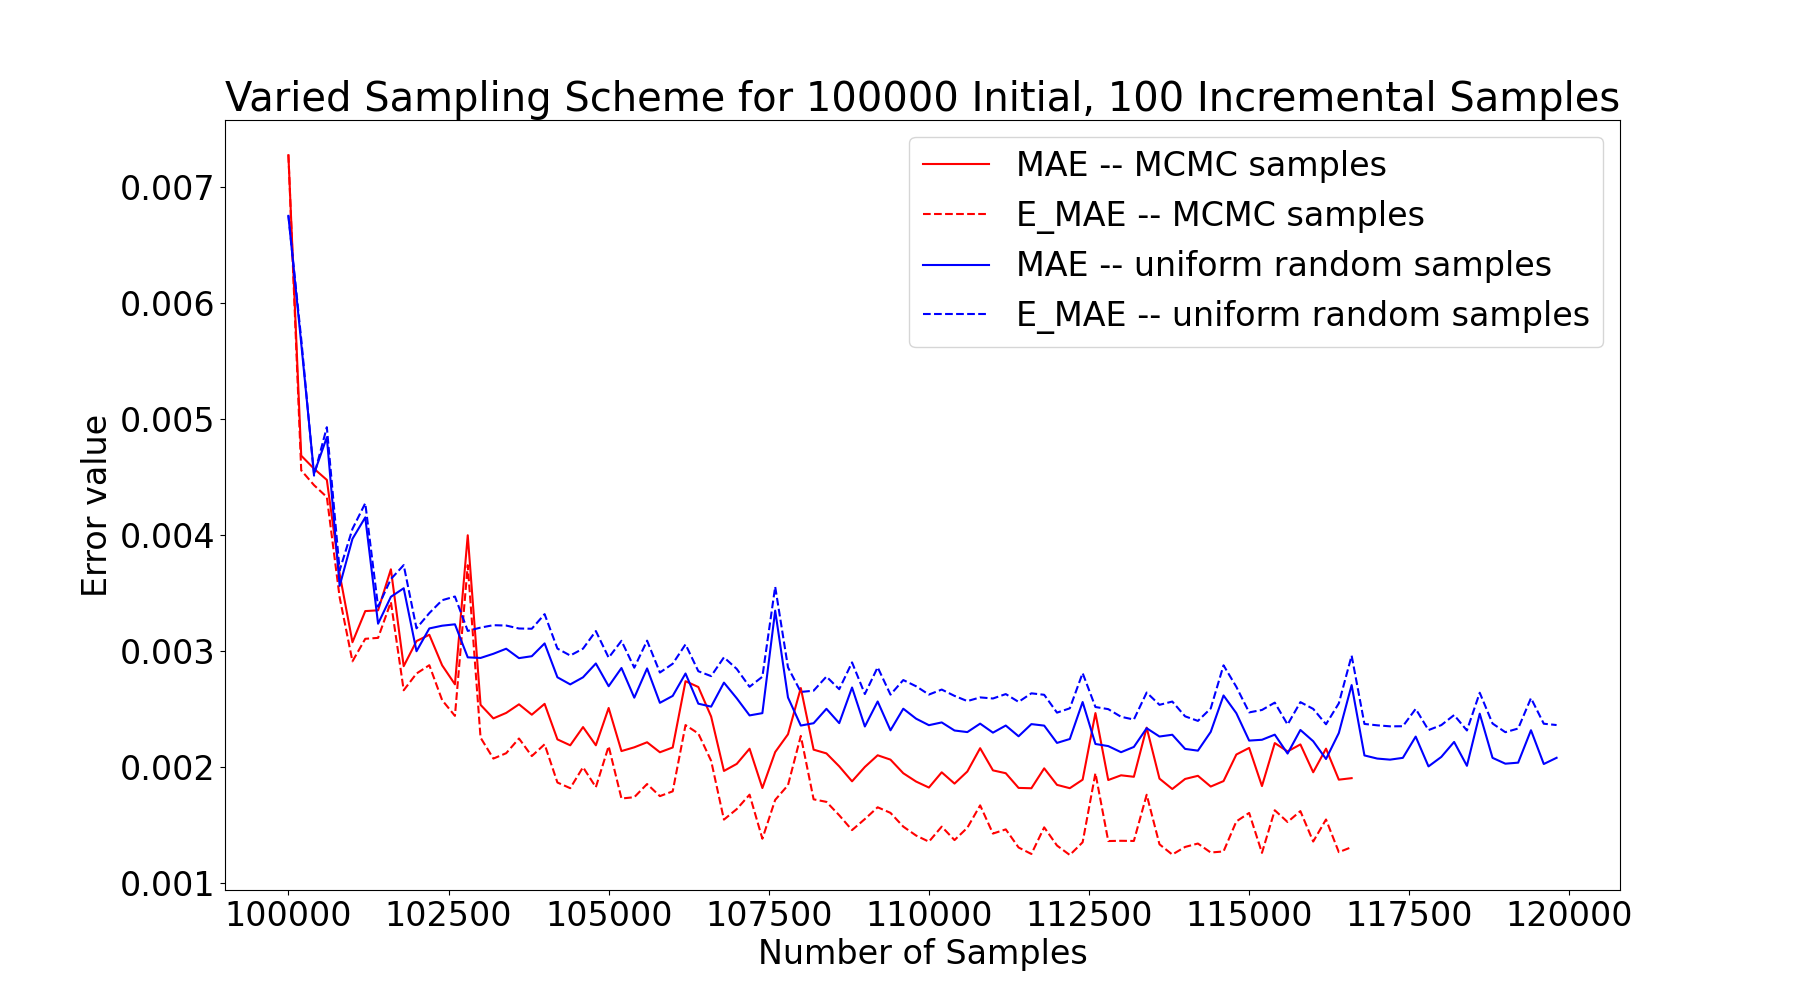 Varied Sampling Scheme for 100000 Initial, 100 Incremental Samples
MAE -- MCMC samples
E_MAE -- MCMC samples
MAE -- uniform random samples
E_MAE -- uniform random samples
Error value
0.007
0.006
0.005
0.004
0.003
0.002
0.001
100000 102500 105000 107500 110000 112500 115000 117500 120000
Number of Samples